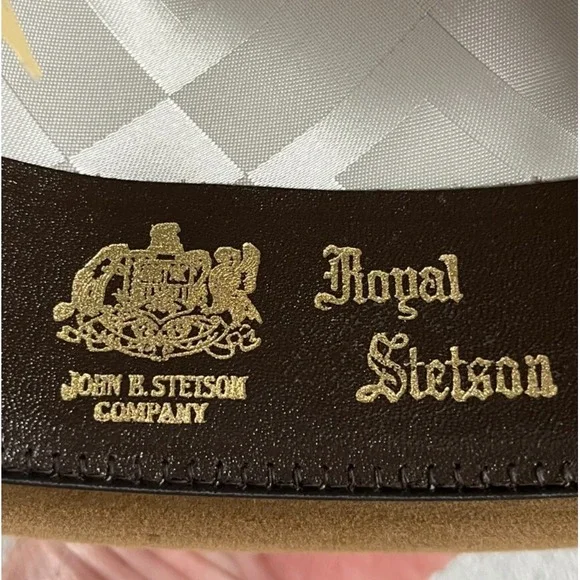 JOHN B. STETSON
COMPANY
Royal
Stetson